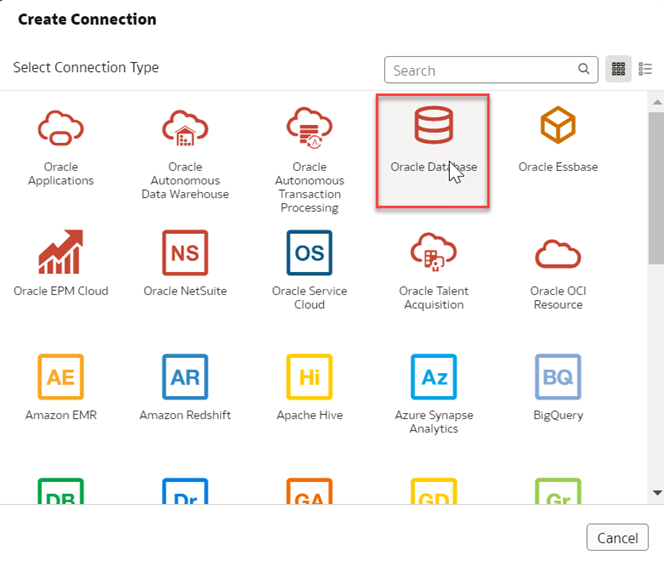 Create Connection
Select Connection Type
Search
Oracle
Applications
Oracle
Autonomous
Data Warehouse
Oracle
Autonomous
Transaction
Processing
Oracle Database
Oracle Essbase
Oracle EPM Cloud
NS
Oracle NetSuite
OS
Oracle Service
Cloud
Oracle Talent
Acquisition
Oracle OCI
Resource
AE
Amazon EMR
AR
Amazon Redshift
Hi
Apache Hive
Az
Azure Synapse
Analytics
BQ
BigQuery
DB
Dr
GA
GD
Gr
Cancel